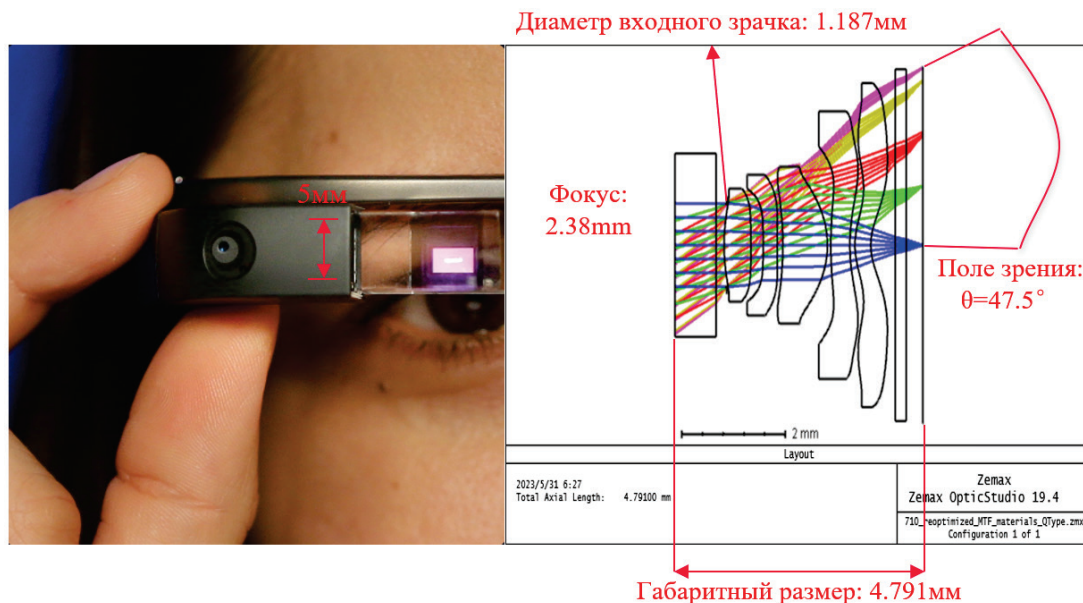 Диаметр входного зрачка: 1.187мм
5мм
Фокус:
2.38mm
Поле зрения:
θ=47.5°
2 mm
Layout
2023/5/31 6:27
Total Axial Length: 4.79100 mm
Zemax
Zemax OpticStudio 19.4
710_reoptimized_MTF_materials_QType.zmx
Configuration 1 of 1
Габаритный размер: 4.791мм